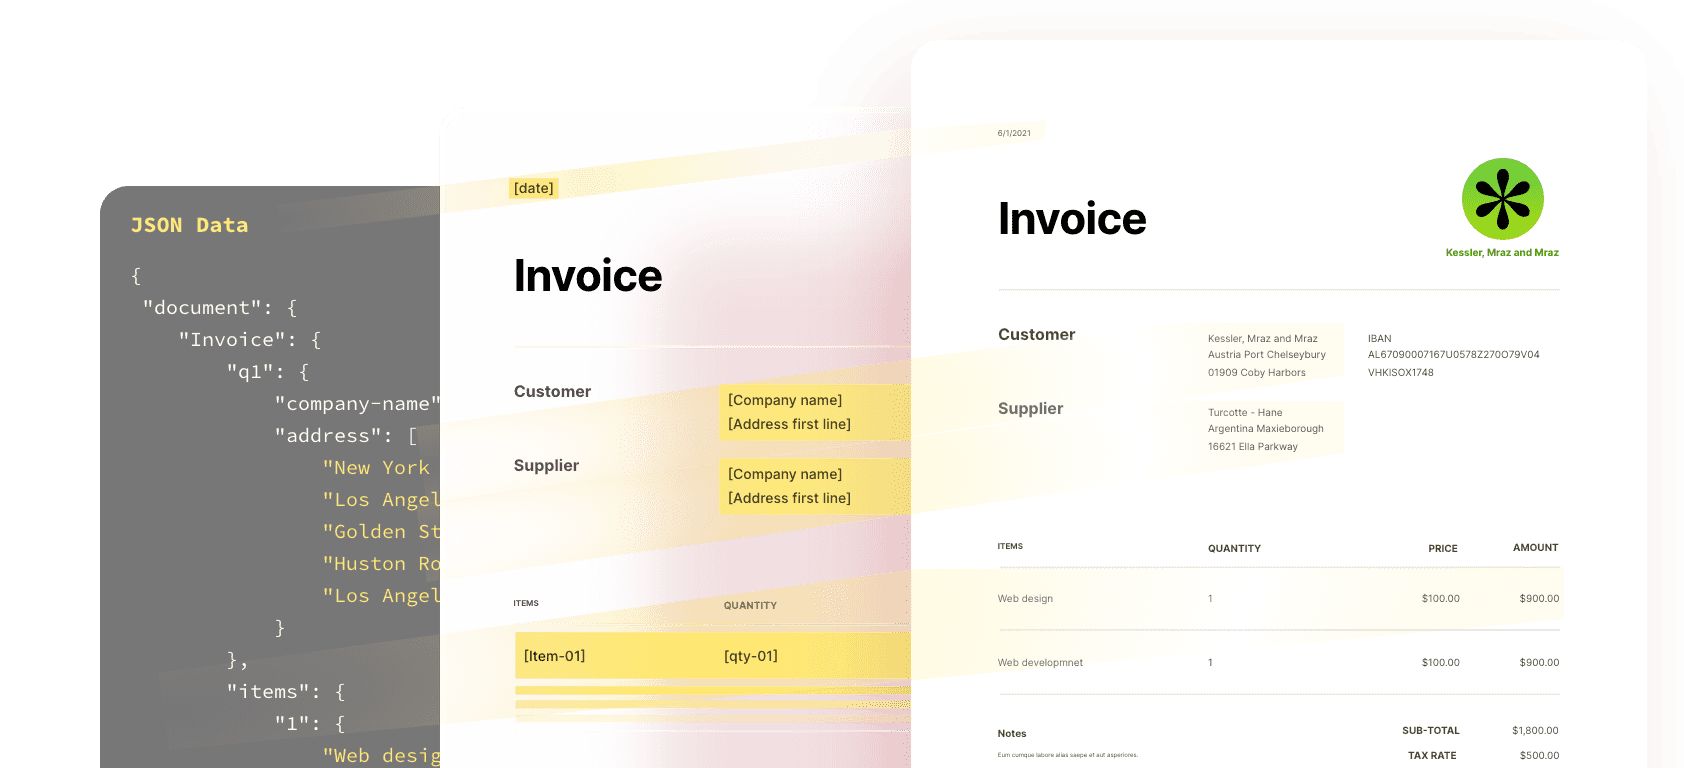 JSON Data
{
"document": {
"Invoice": {
"q1": {
"company-name"
"address": [
"New York
"Los Angel
"Golden St
"Huston Ro
"Los Angel
}
},
"items": {
"1": {
"Web desig
[date]
Invoice
Customer
[Company name]
[Address first line]
Supplier
[Company name]
[Address first line]
ITEMS QUANTITY
[Item-01] [qty-01]
6/1/2021
Invoice
Kessler, Mraz and Mraz
Customer
Kessler, Mraz and Mraz
Austria Port Chelseybury
01909 Coby Harbors
IBAN
AL67090007167U0578Z270O79V04
VHKISOX1748
Supplier
Turcotte - Hane
Argentina Maxieborough
16621 Ella Parkway
ITEMS QUANTITY PRICE AMOUNT
Web design 1 $100.00 $900.00
Web developmnet 1 $100.00 $900.00
Notes
Eum cumque labore alias saepe et aut asperiores.
SUB-TOTAL $1,800.00
TAX RATE $500.00